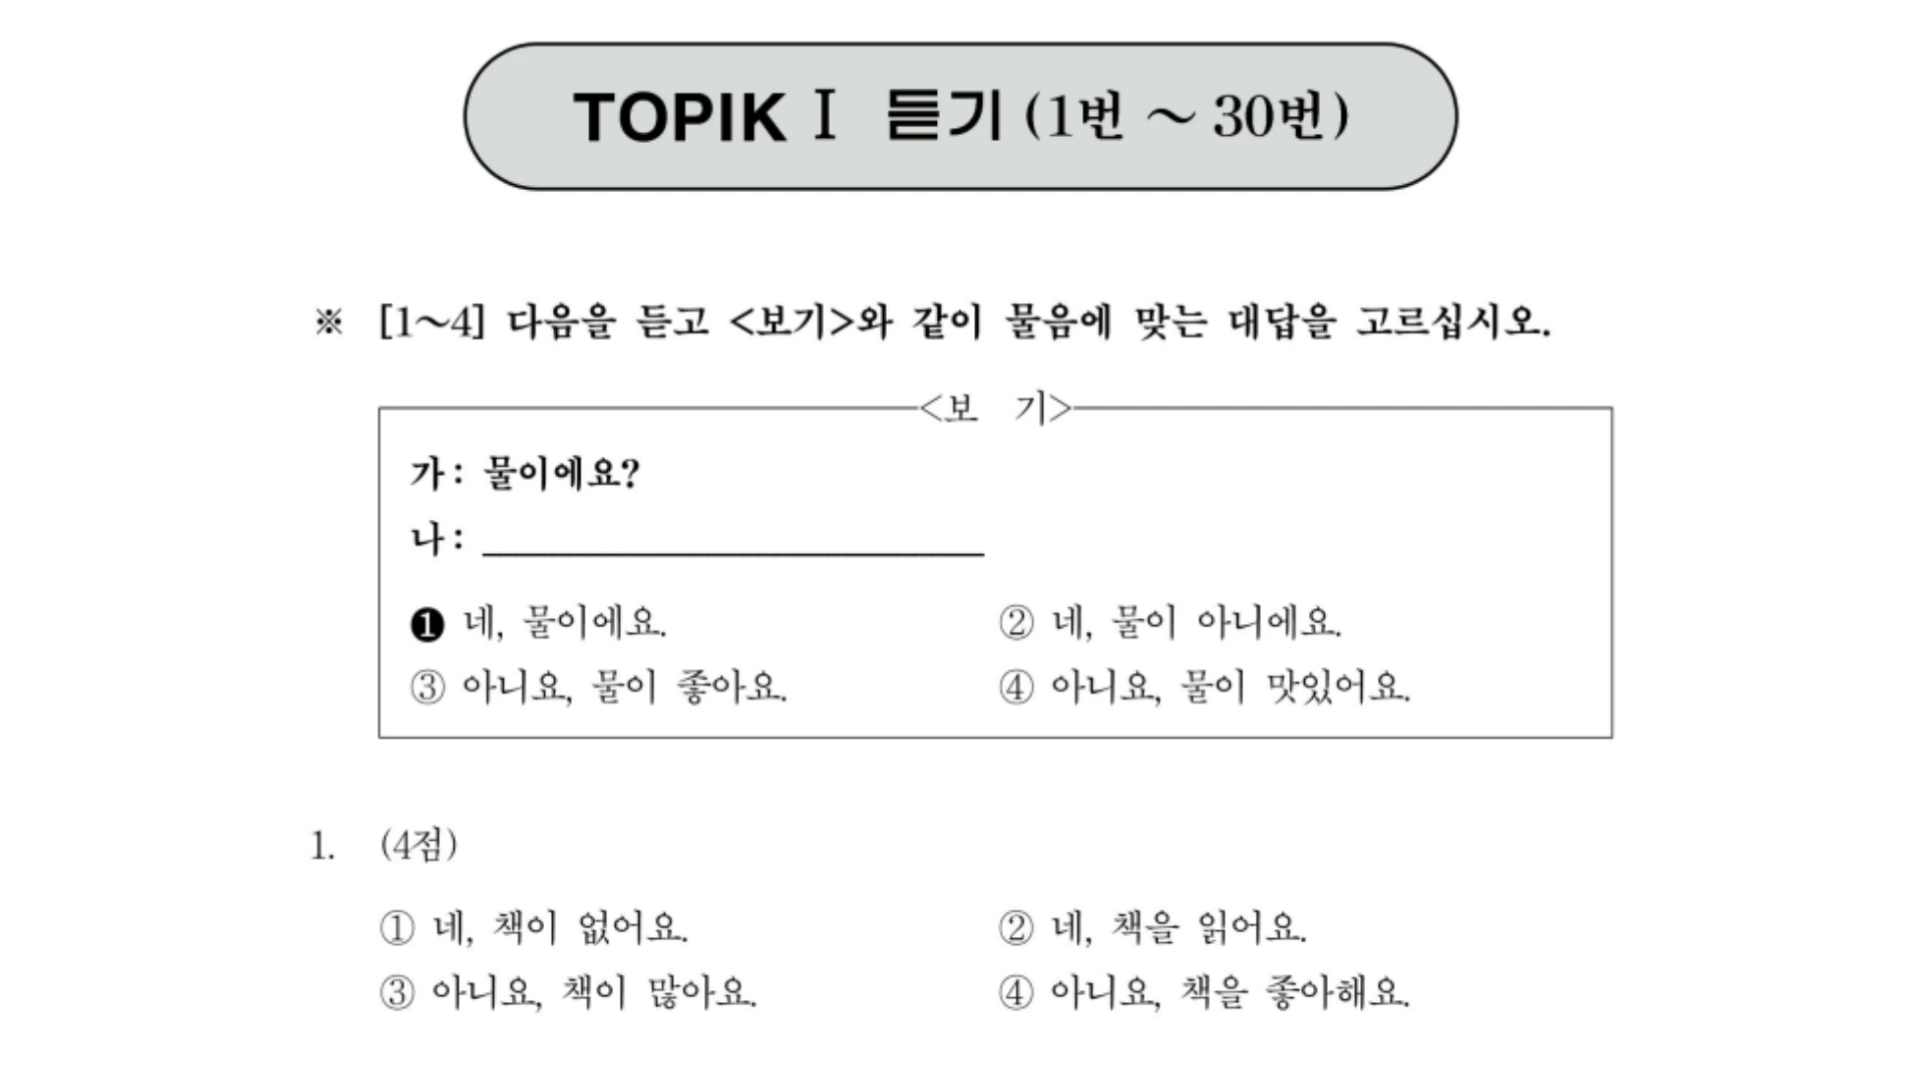 TOPIK Ⅰ 듣기 (1번 ~ 30번)
※ [1~4] 다음을 듣고 <보기>와 같이 물음에 맞는 대답을 고르십시오.
<보 기>
가 : 물이에요?
나 : ____________________
❶ 네, 물이에요. ② 네, 물이 아니에요.
③ 아니요, 물이 좋아요. ④ 아니요, 물이 맛있어요.
1. (4점)
① 네, 책이 없어요. ② 네, 책을 읽어요.
③ 아니요, 책이 많아요. ④ 아니요, 책을 좋아해요.